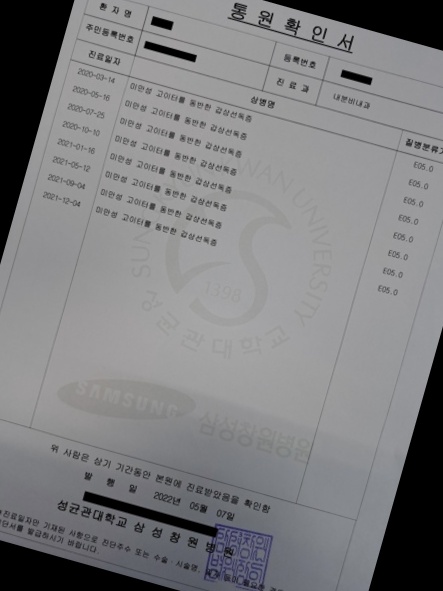 통원확인서
환 자 명
등록번호
주민등록번호
진 료 과 내분비내과
진료일자 상병명 질병분류
2020-03-14 미만성 고이터를 동반한 갑상선독증 E05.0
2020-05-16 미만성 고이터를 동반한 갑상선독증 E05.0
2020-07-25 미만성 고이터를 동반한 갑상선독증 E05.0
2020-10-10 미만성 고이터를 동반한 갑상선독증 E05.0
2021-01-16 미만성 고이터를 동반한 갑상선독증 E05.0
2021-05-12 미만성 고이터를 동반한 갑상선독증 E05.0
2021-09-04 미만성 고이터를 동반한 갑상선독증 E05.0
2021-12-04 미만성 고이터를 동반한 갑상선독증 E05.0
SUNG WAN UNIVERSITY
1398
성균관대학교
SAMSUNG 삼성창원병원
위 사람은 상기 기간동안 본원에 진료받았음을 확인함
발 행 일 2022년 05월 07일
성균관대학교 삼성창원병원
진료일자만 기재된 사항으로 진단주수 또는 수술, 시술명,
발급하시기 바랍니다.